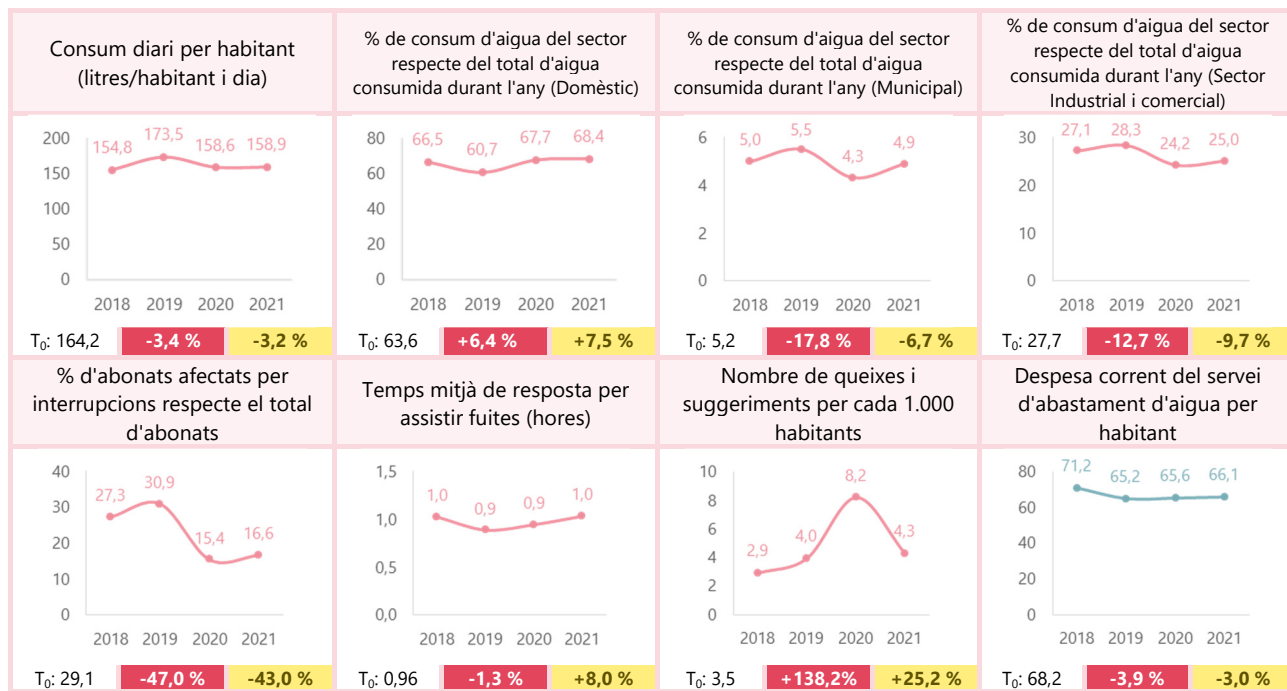 Consum diari per habitant
(litres/habitant i dia)
% de consum d'aigua del sector
respecte del total d'aigua
consumida durant l'any (Domèstic)
% de consum d'aigua del sector
respecte del total d'aigua
consumida durant l'any (Municipal)
% de consum d'aigua del sector
respecte del total d'aigua
consumida durant l'any (Sector
Industrial i comercial)
200
150
100
50
0
154,8
173,5
158,6
158,9
2018 2019 2020 2021
80
60
40
20
0
66,5
60,7
67,7
68,4
2018 2019 2020 2021
6
4
2
0
5,0
5,5
4,3
4,9
2018 2019 2020 2021
30
20
10
0
27,1
28,3
24,2
25,0
2018 2019 2020 2021
T₀: 164,2 -3,4 % -3,2 %
T₀: 63,6 +6,4 % +7,5 %
T₀: 5,2 -17,8 % -6,7 %
T₀: 27,7 -12,7 % -9,7 %
% d'abonats afectats per
interrupcions respecte el total
d'abonats
Temps mitjà de resposta per
assistir fuites (hores)
Nombre de queixes i
suggeriments per cada 1.000
habitants
Despesa corrent del servei
d'abastament d'aigua per
habitant
40
30
20
10
0
27,3
30,9
15,4
16,6
2018 2019 2020 2021
1,5
1,0
0,5
0,0
1,0
0,9
0,9
1,0
2018 2019 2020 2021
10
8
6
4
2
0
2,9
4,0
8,2
4,3
2018 2019 2020 2021
80
60
40
20
0
71,2
65,2
65,6
66,1
2018 2019 2020 2021
T₀: 29,1 -47,0 % -43,0 %
T₀: 0,96 -1,3 % +8,0 %
T₀: 3,5 +138,2% +25,2 %
T₀: 68,2 -3,9 % -3,0 %